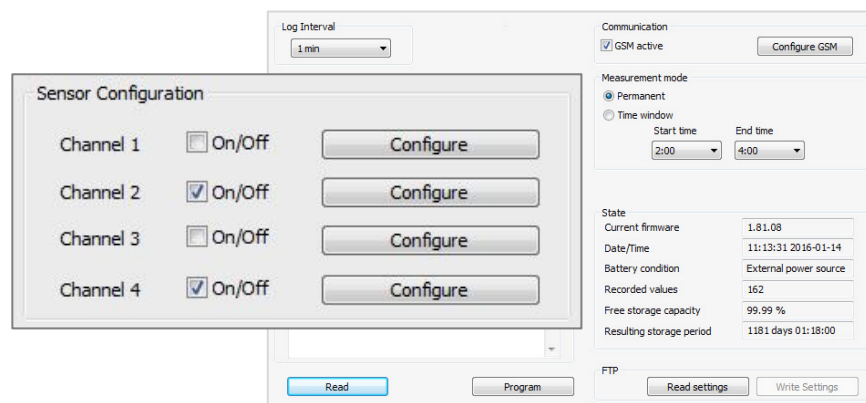 Log Interval
1 min
Communication
GSM active
Configure GSM
Measurement mode
Permanent
Time window
Start time End time
2:00 4:00
Sensor Configuration
Channel 1 On/Off Configure
Channel 2 On/Off Configure
Channel 3 On/Off Configure
Channel 4 On/Off Configure
State
Current firmware 1.81.08
Date/Time 11:13:31 2016-01-14
Battery condition External power source
Recorded values 162
Free storage capacity 99.99 %
Resulting storage period 1181 days 01:18:00
Read Program
FTP
Read settings Write Settings